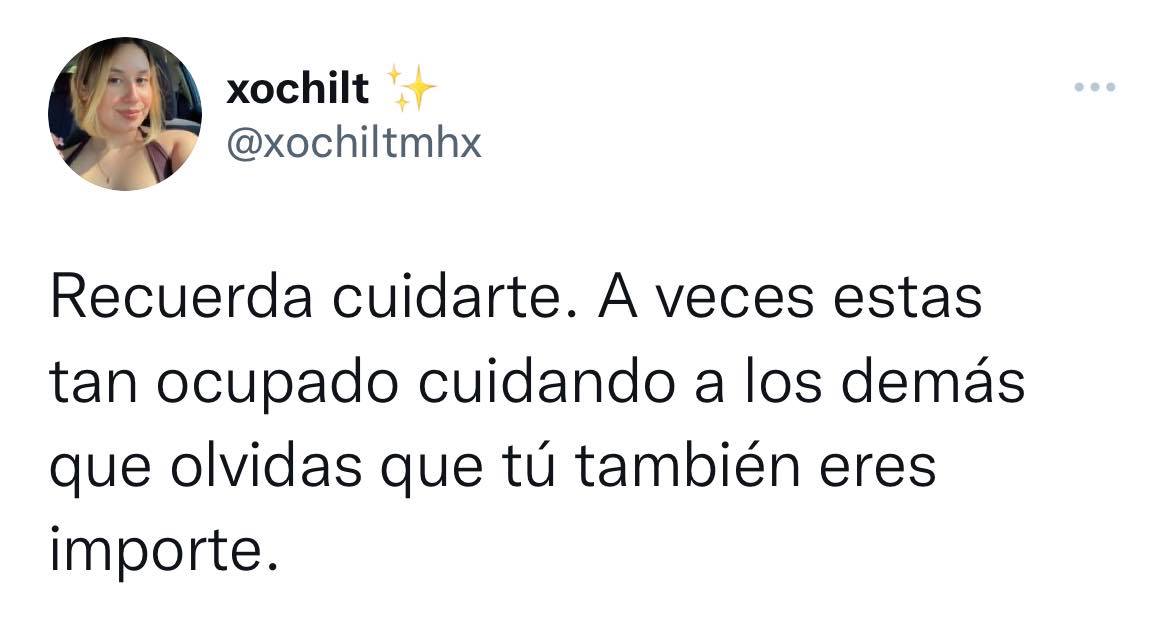 xochilt ✨
@xochiltmhx
Recuerda cuidarte. A veces estas
tan ocupado cuidando a los demás
que olvidas que tú también eres
importe.